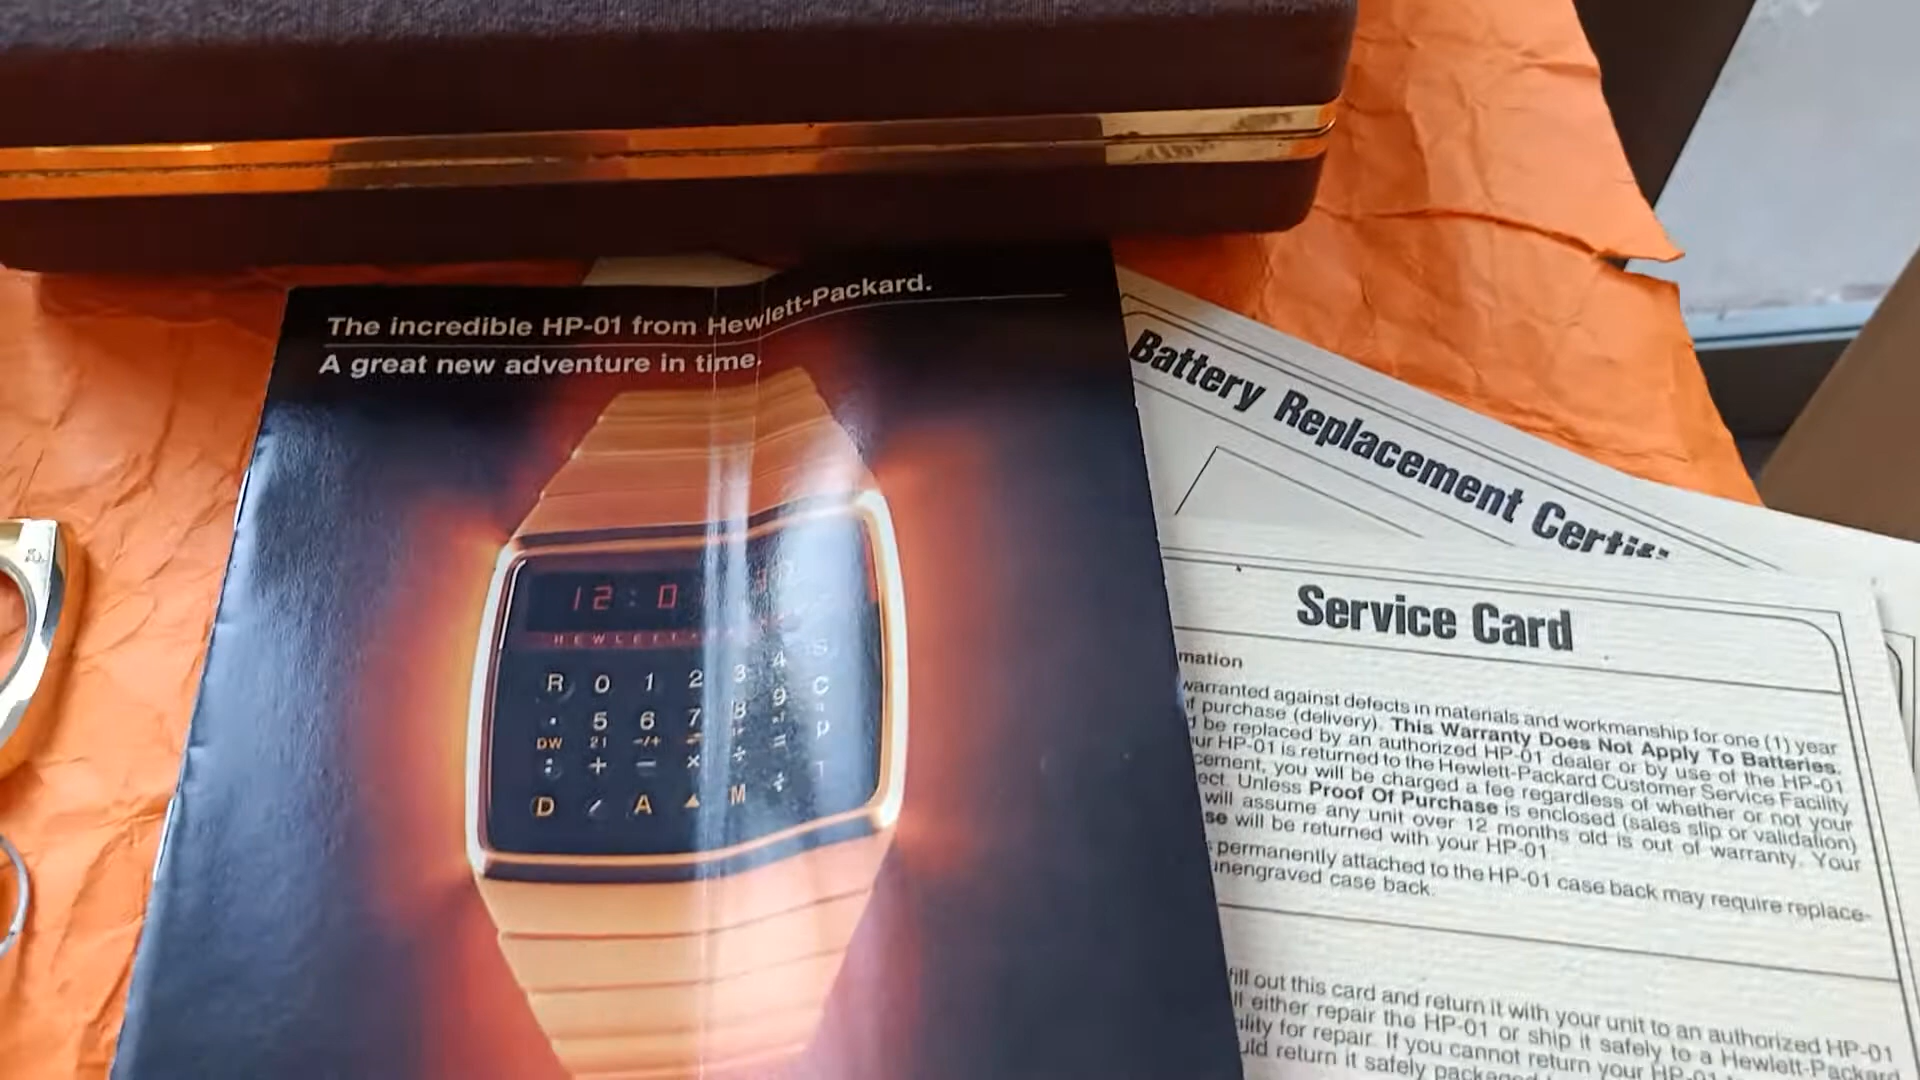 The incredible HP-01 from Hewlett-Packard.
A great new adventure in time.
12:0
HEWLETT
R 0 1 2 3 4 S
. 5 6 7 8 9 C
DW 21 -/+ P
: + - × ÷ = T
D / A ▲ M ÷
Battery Replacement
Service Card
mation
warranted against defects in materials and workmanship for one (1) year
of purchase (delivery). This Warranty Does Not Apply To Batteries.
d be replaced by an authorized HP-01 dealer or by use of the HP-01
ur HP-01 is returned to the Hewlett-Packard Customer Service Facility
cement, you will be charged a fee regardless of whether or not your
ect. Unless Proof Of Purchase is enclosed (sales slip or validation)
will assume any unit over 12 months old is out of warranty. Your
se will be returned with your HP-01.
permanently attached to the HP-01 case back may require replace-
unengraved case back.
fill out this card and return it with your unit to an authorized HP-01
ll either repair the HP-01 or ship it safely to a Hewlett-Packard
ility for repair. If you cannot return your HP-01
uld return it safely packaged